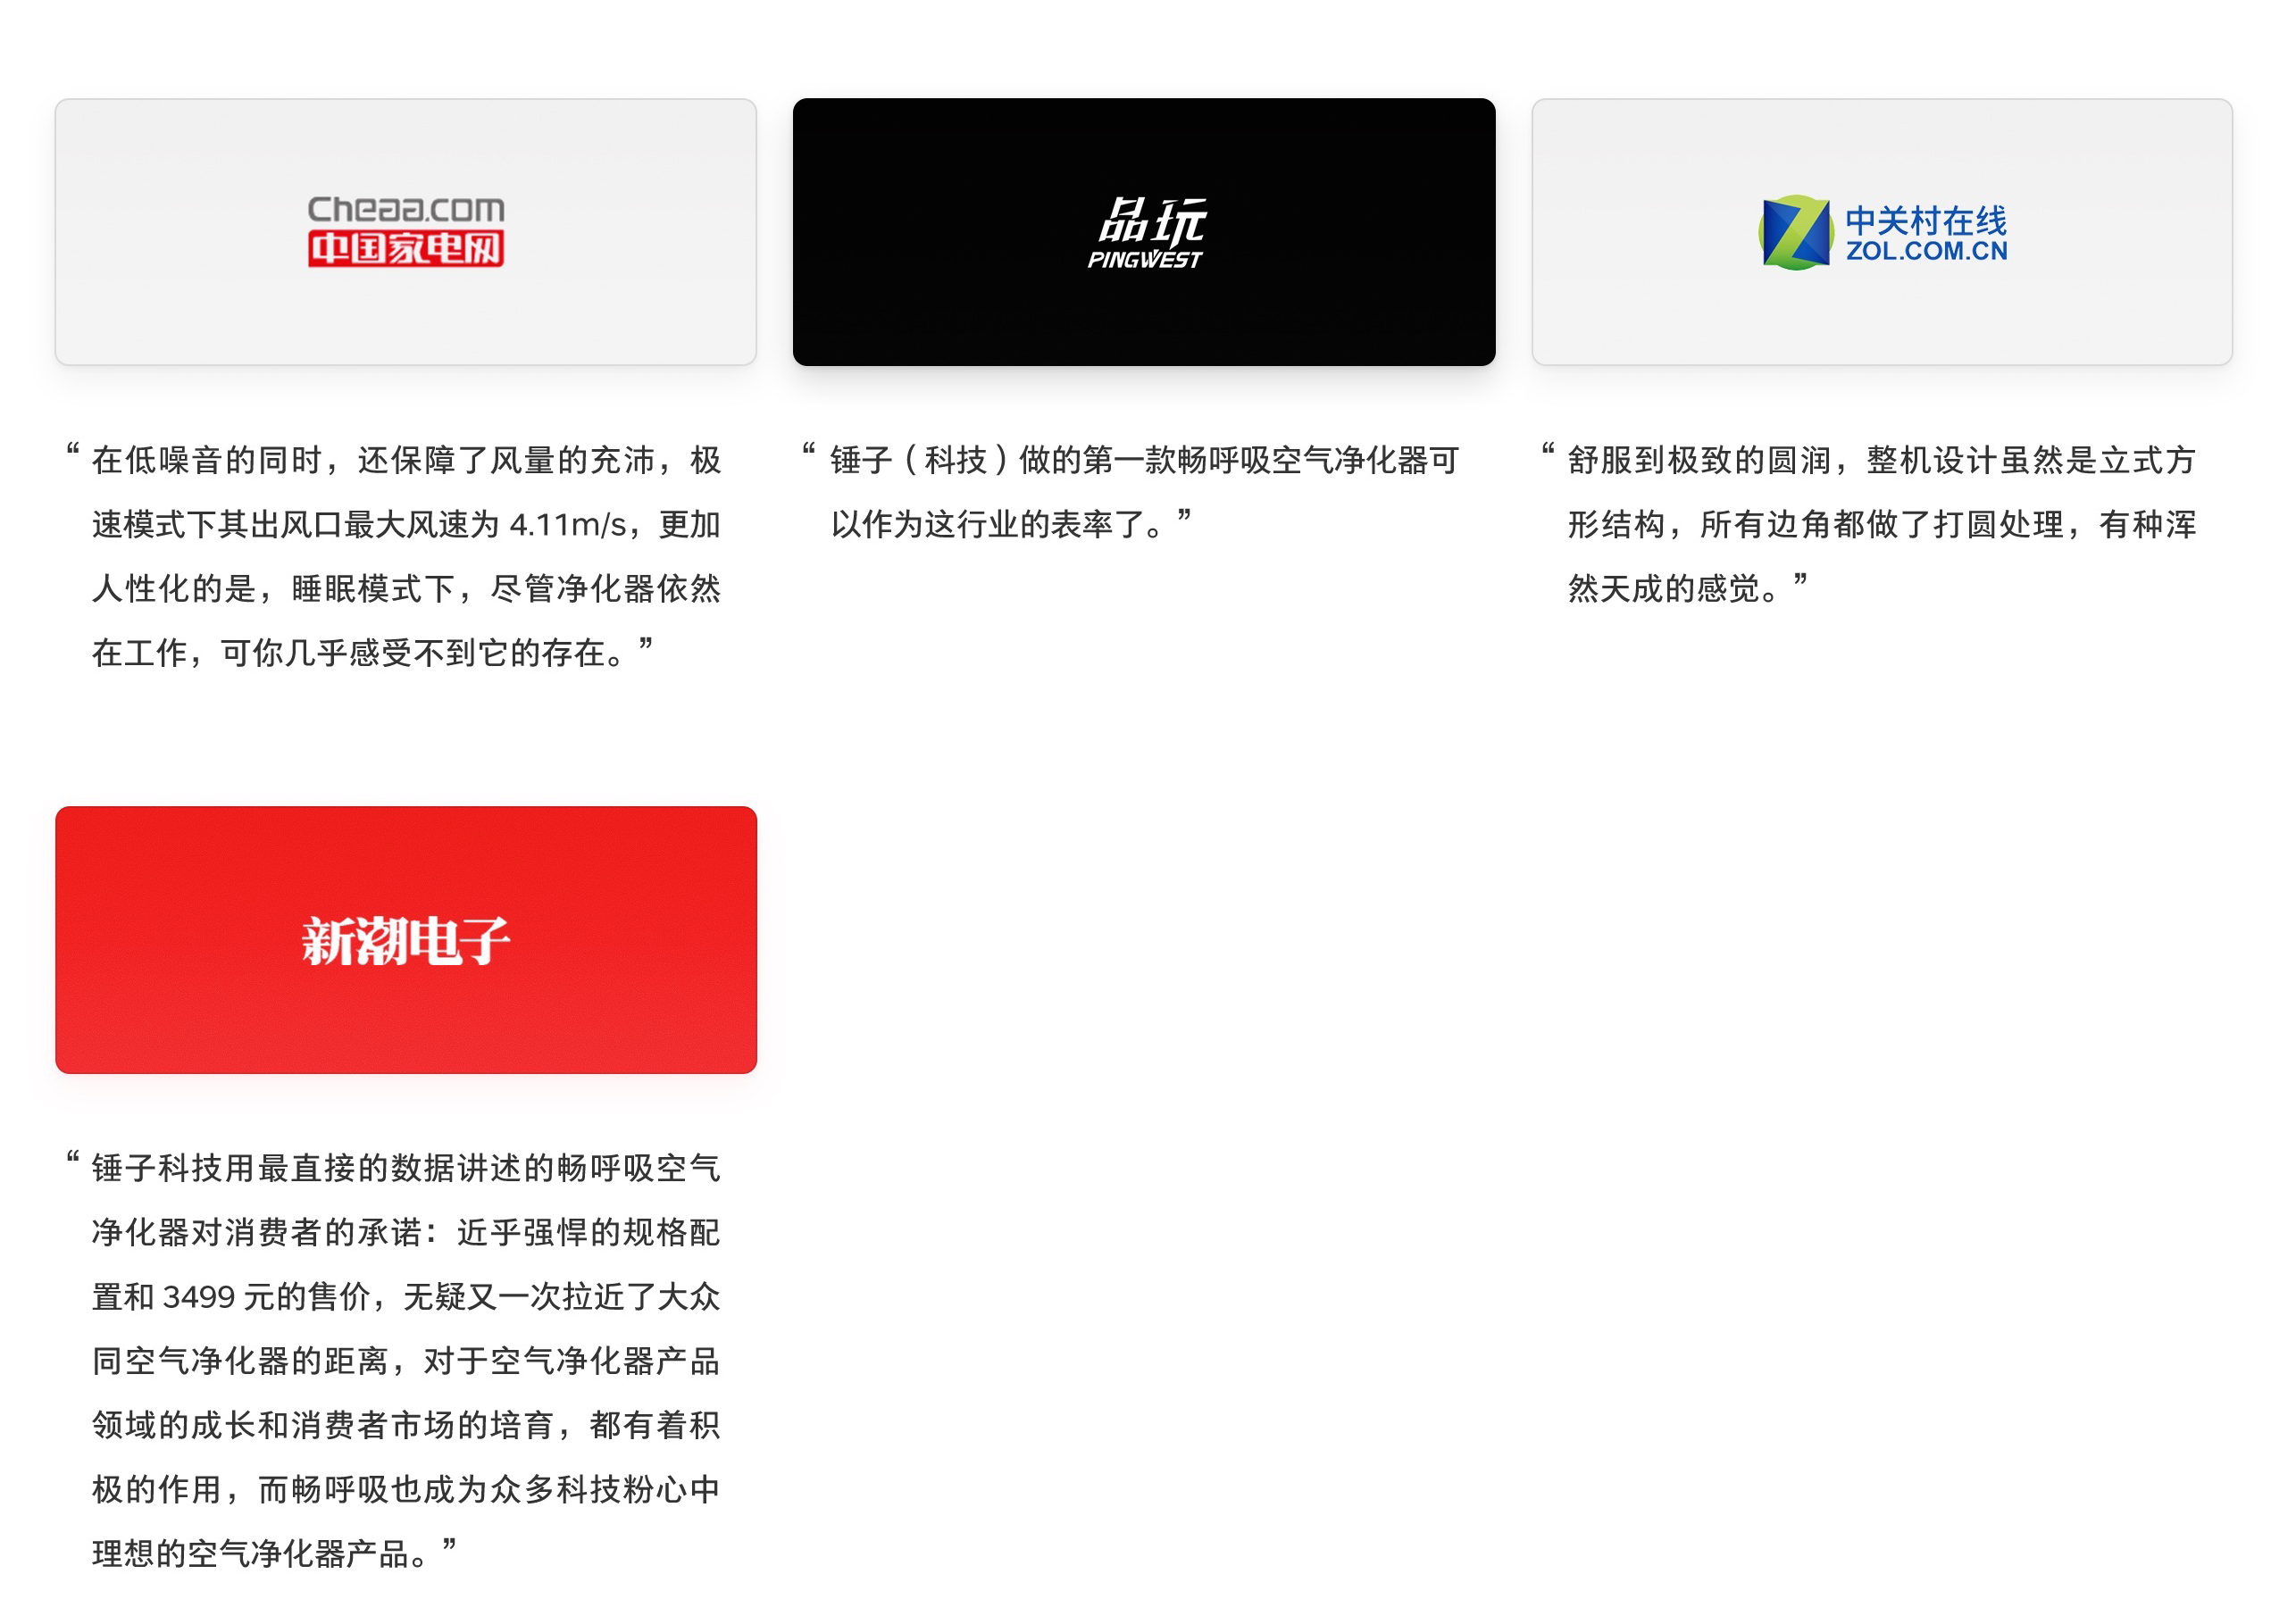 Cheaa.com
中国家电网
“ 在低噪音的同时，还保障了风量的充沛，极
速模式下其出风口最大风速为 4.11m/s，更加
人性化的是，睡眠模式下，尽管净化器依然
在工作，可你几乎感受不到它的存在。”
品玩
PINGWEST
“ 锤子（科技）做的第一款畅呼吸空气净化器可
以作为这行业的表率了。”
中关村在线
ZOL.COM.CN
“ 舒服到极致的圆润，整机设计虽然是立式方
形结构，所有边角都做了打圆处理，有种浑
然天成的感觉。”
新潮电子
“ 锤子科技用最直接的数据讲述的畅呼吸空气
净化器对消费者的承诺：近乎强悍的规格配
置和 3499 元的售价，无疑又一次拉近了大众
同空气净化器的距离，对于空气净化器产品
领域的成长和消费者市场的培育，都有着积
极的作用，而畅呼吸也成为众多科技粉心中
理想的空气净化器产品。”